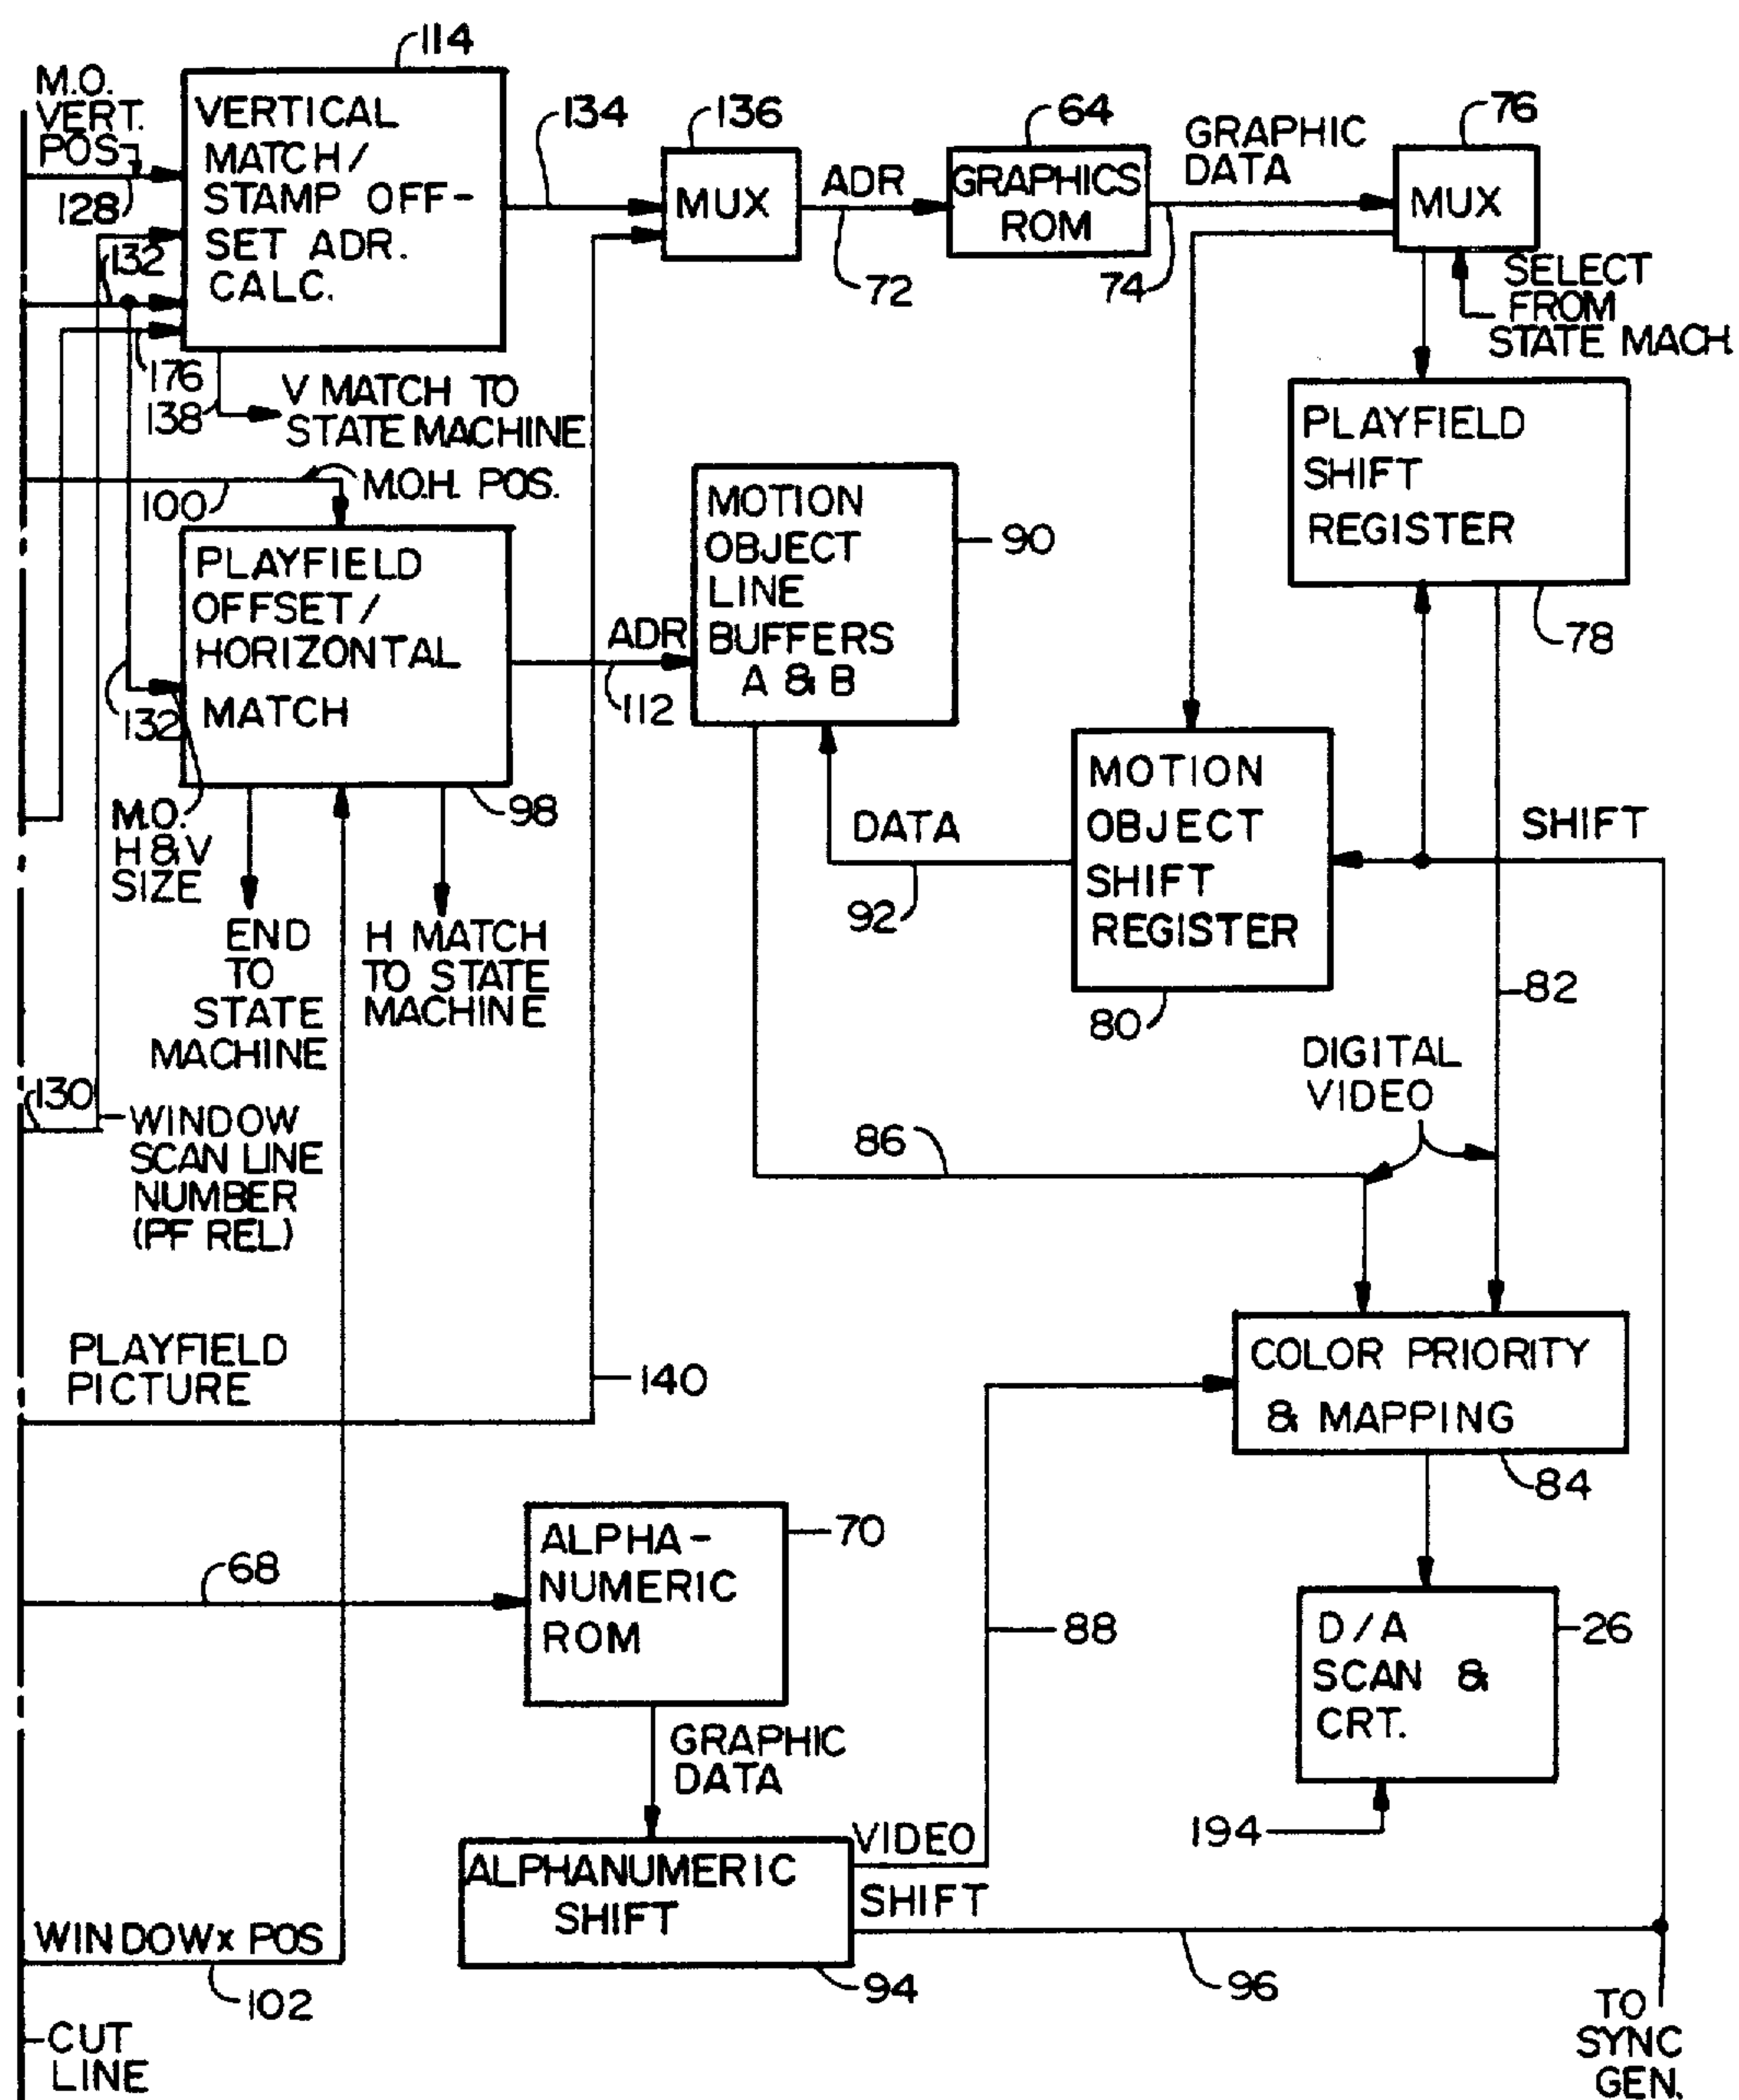 114
M.O.
VERT.
POS
128
132
176
138
VERTICAL
MATCH/
STAMP OFF-
SET ADR.
CALC.
134
136
MUX
ADR
72
64
GRAPHICS
ROM
74
GRAPHIC
DATA
76
MUX
SELECT
FROM
STATE MACH.
V MATCH TO
STATE MACHINE
100
M.O.H. POS.
PLAYFIELD
OFFSET/
HORIZONTAL
MATCH
132
98
M.O.
H & V
SIZE
ADR
112
MOTION
OBJECT
LINE
BUFFERS
A & B
90
PLAYFIELD
SHIFT
REGISTER
78
END
TO
STATE
MACHINE
H MATCH
TO STATE
MACHINE
DATA
92
MOTION
OBJECT
SHIFT
REGISTER
80
SHIFT
82
130
WINDOW
SCAN LINE
NUMBER
(PF REL)
DIGITAL
VIDEO
86
PLAYFIELD
PICTURE
140
COLOR PRIORITY
& MAPPING
84
68
ALPHA-
NUMERIC
ROM
70
88
D/A
SCAN &
CRT.
26
194
GRAPHIC
DATA
ALPHANUMERIC
SHIFT
94
VIDEO
SHIFT
96
WINDOWx POS
102
CUT
LINE
TO
SYNC
GEN.